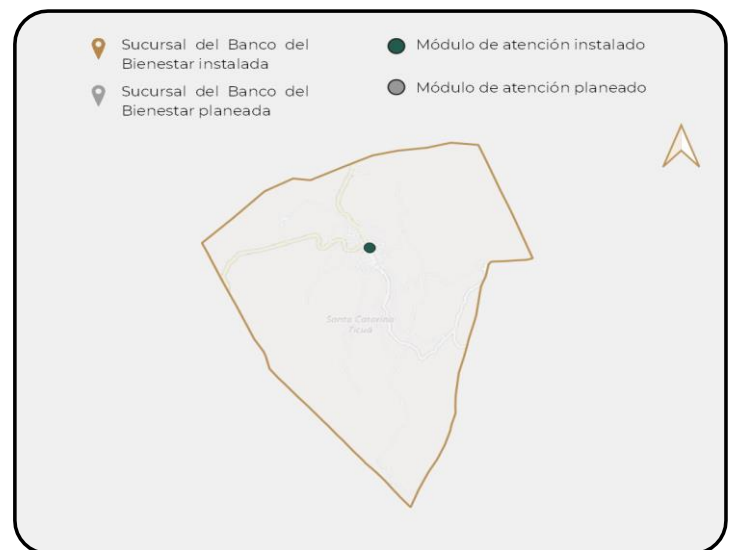 Sucursal del Banco del
Bienestar instalada
Sucursal del Banco del
Bienestar planeada
Módulo de atención instalado
Módulo de atención planeado
Santa Catarina
Ticuá